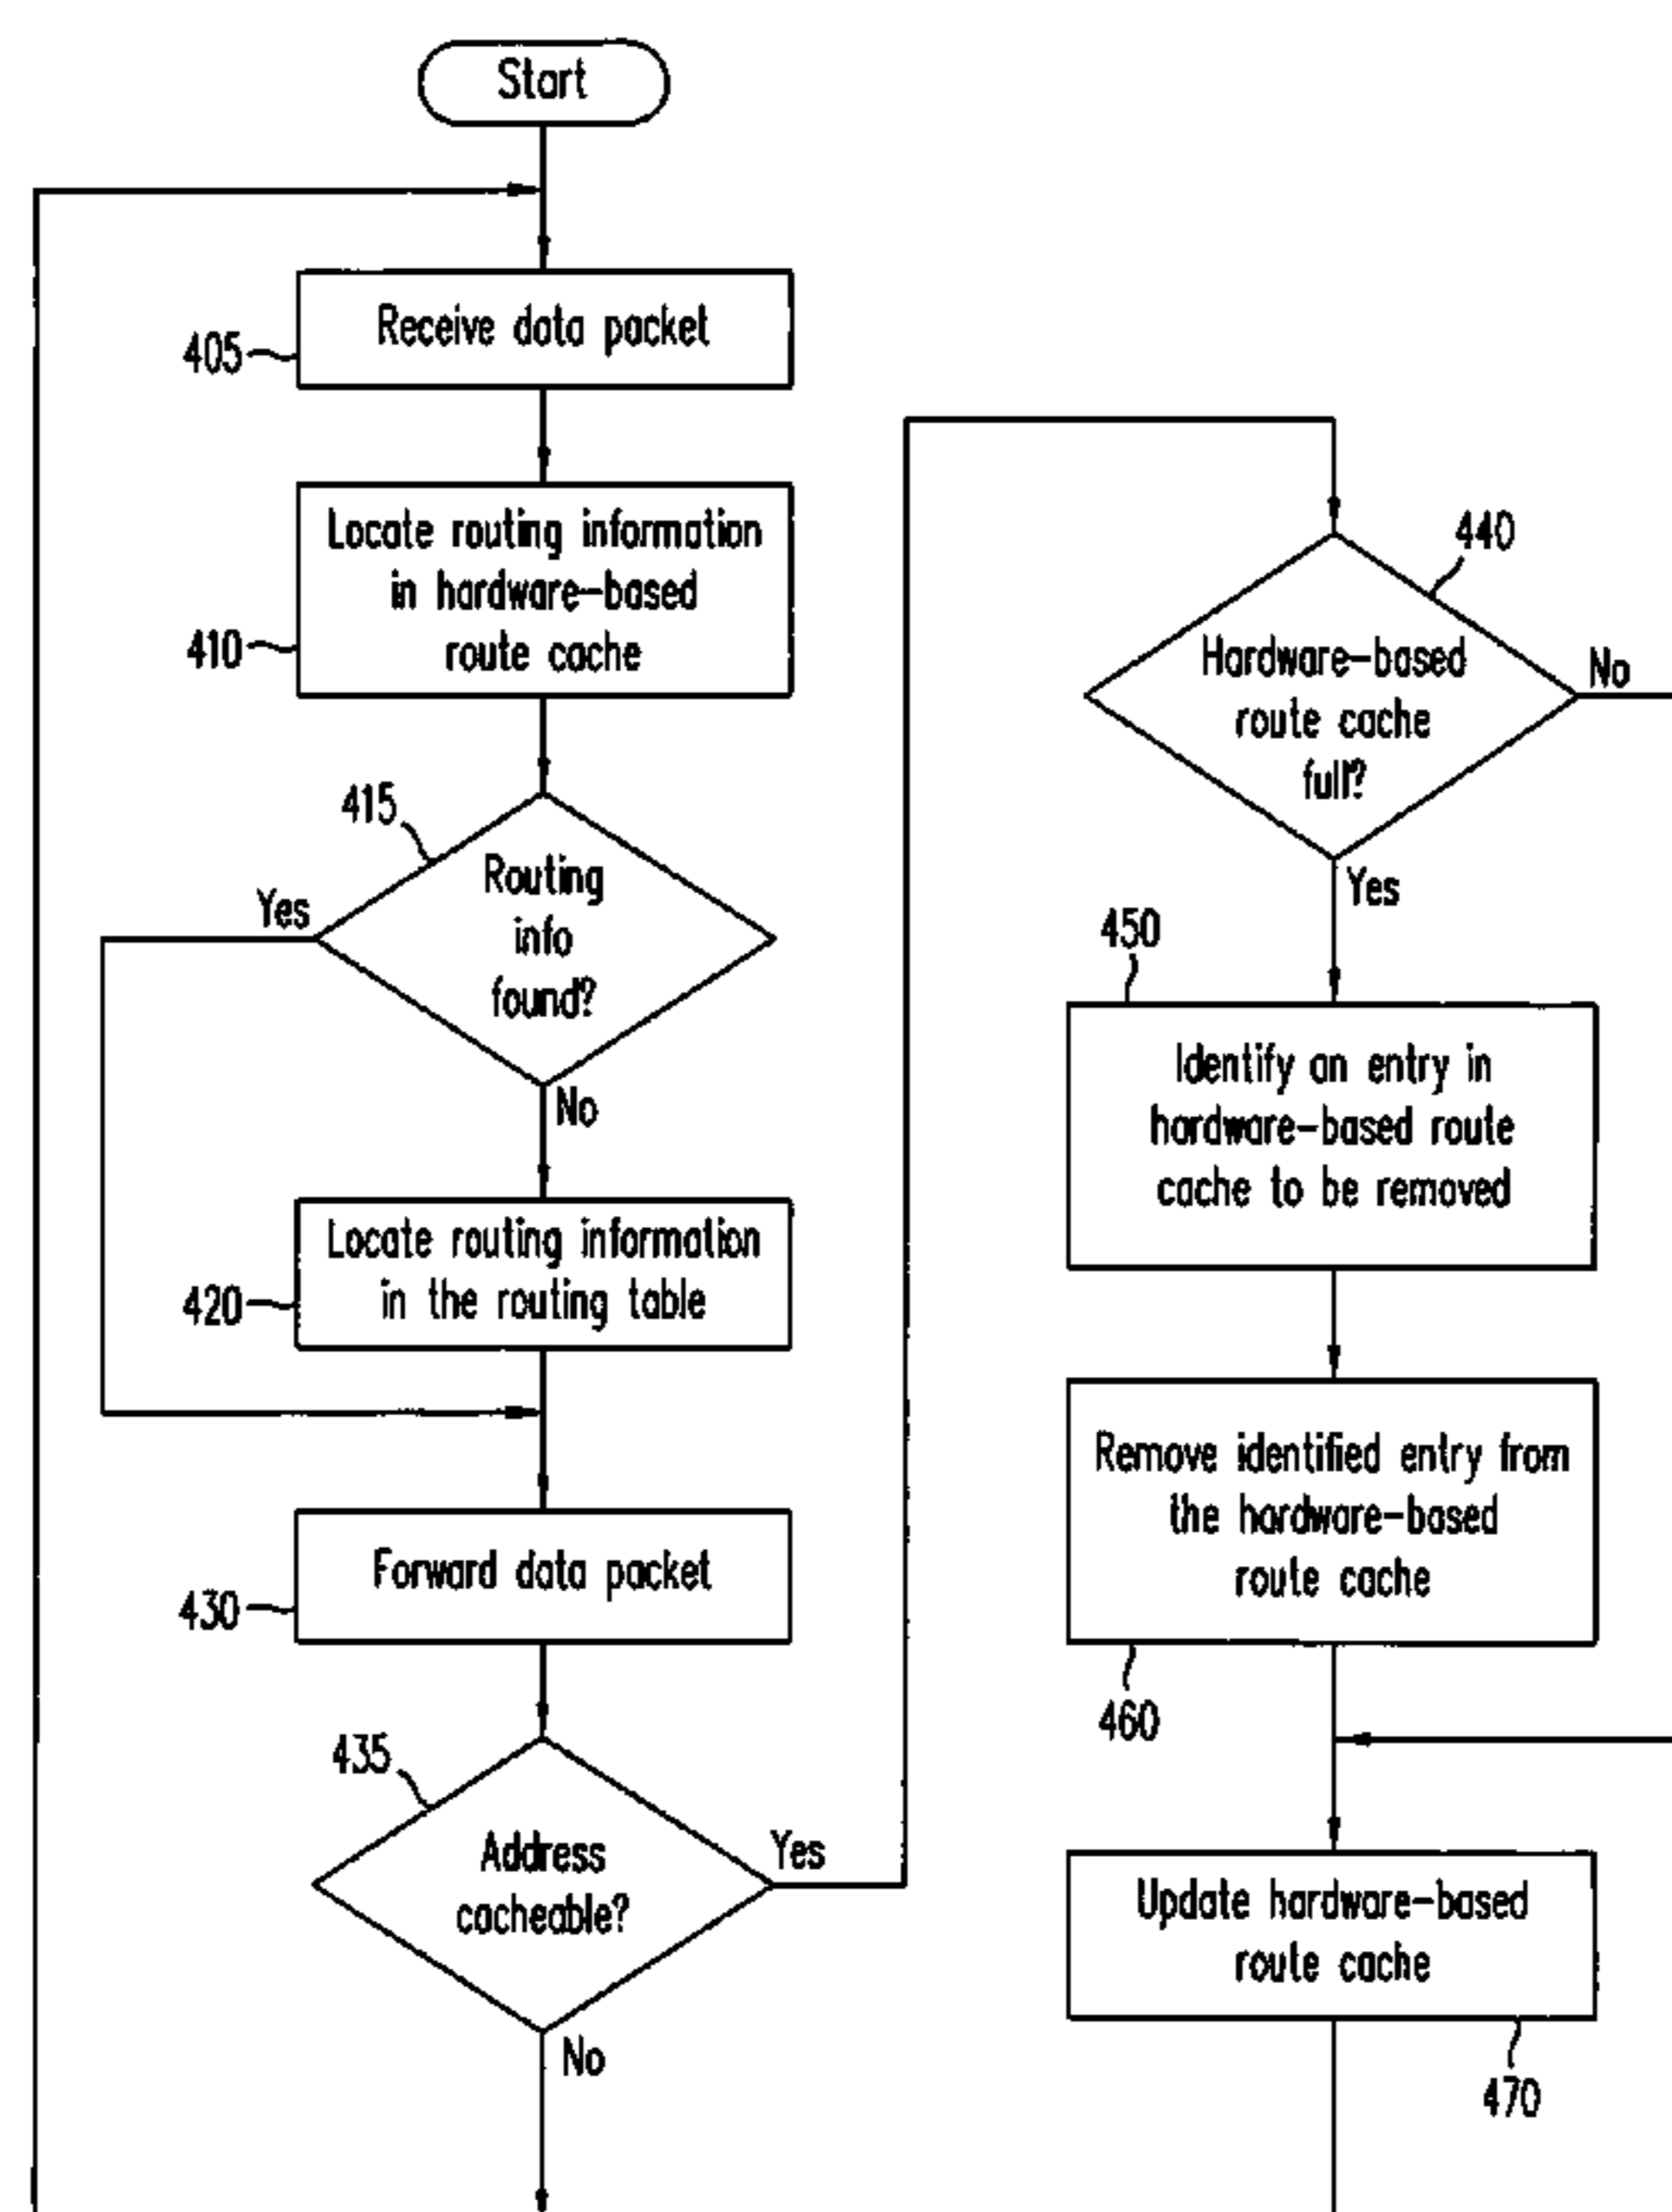 Start
Receive data packet
405
Locate routing information
in hardware-based
route cache
410
415
Routing
info
found?
Yes
No
Locate routing information
in the routing table
420
Forward data packet
430
435
Address
cacheable?
Yes
No
440
Hardware-based
route cache
full?
No
Yes
450
Identify an entry in
hardware-based route
cache to be removed
Remove identified entry from
the hardware-based
route cache
460
Update hardware-based
route cache
470